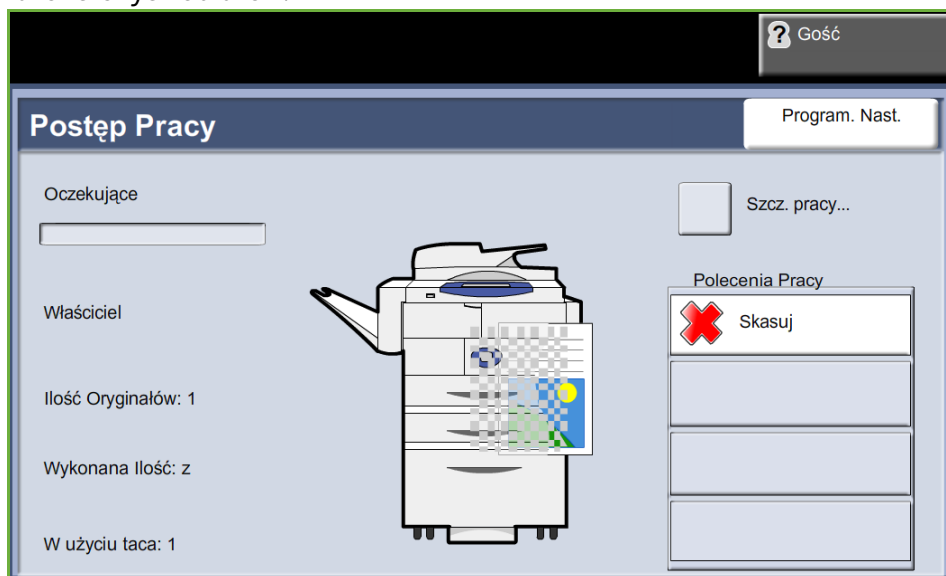 Gość
Postęp Pracy
Program. Nast.
Oczekujące
Szcz. pracy...
Polecenia Pracy
Właściciel
Skasuj
Ilość Oryginałów: 1
Wykonana Ilość: z
W użyciu taca: 1